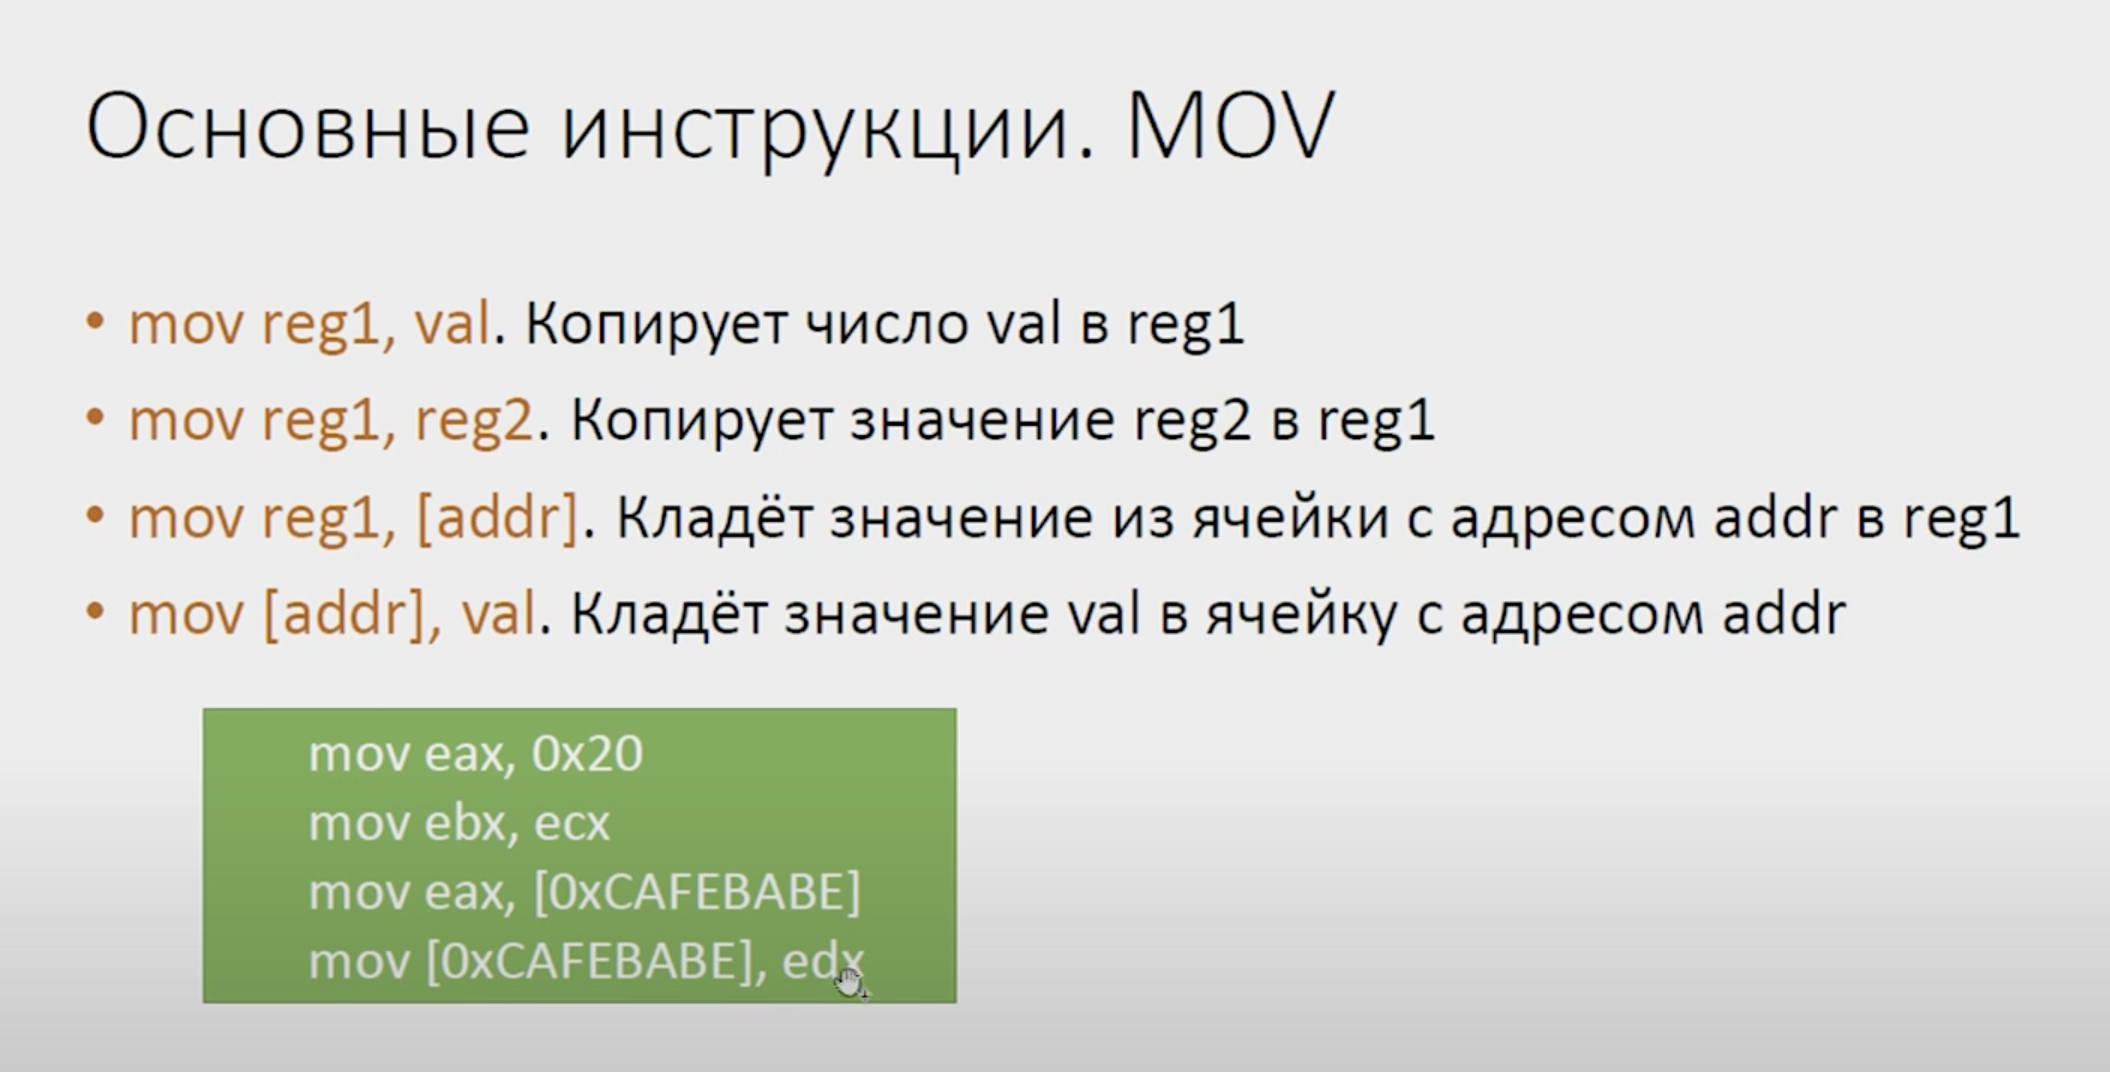 Основные инструкции. MOV
• mov reg1, val. Копирует число val в reg1
• mov reg1, reg2. Копирует значение reg2 в reg1
• mov reg1, [addr]. Кладёт значение из ячейки с адресом addr в reg1
• mov [addr], val. Кладёт значение val в ячейку с адресом addr
mov eax, 0x20
mov ebx, ecx
mov eax, [0xCAFEBABE]
mov [0xCAFEBABE], edx